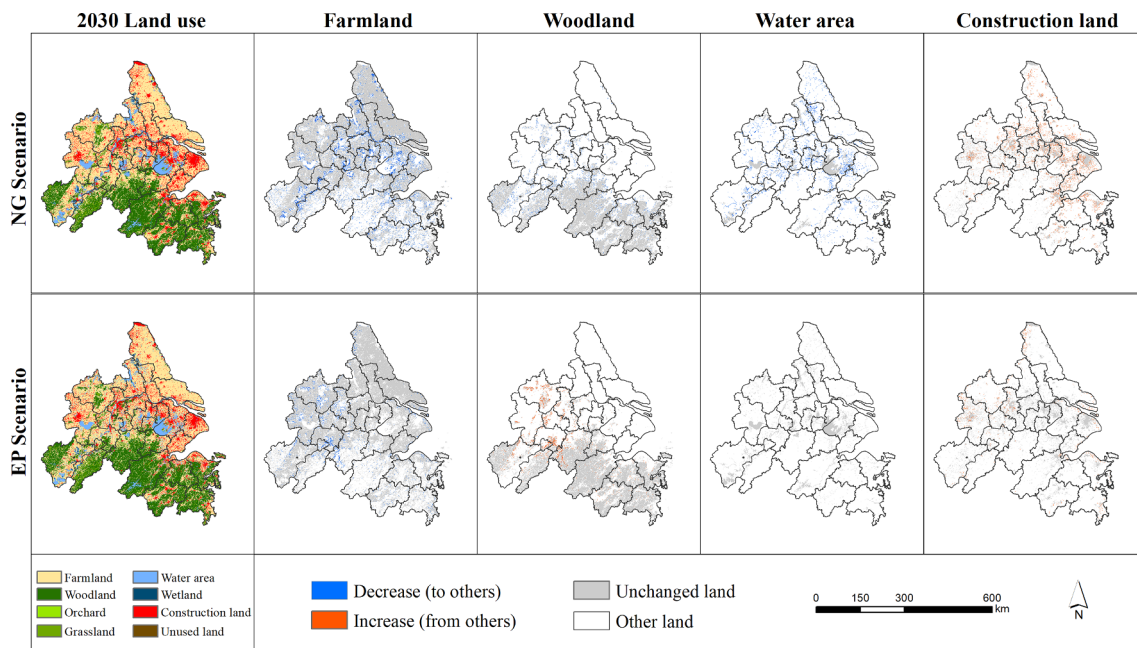 2030 Land use
Farmland
Woodland
Water area
Construction land
NG Scenario
EP Scenario
Farmland
Woodland
Orchard
Grassland
Water area
Wetland
Construction land
Unused land
Decrease (to others)
Increase (from others)
Unchanged land
Other land
0 150 300 600
km
N